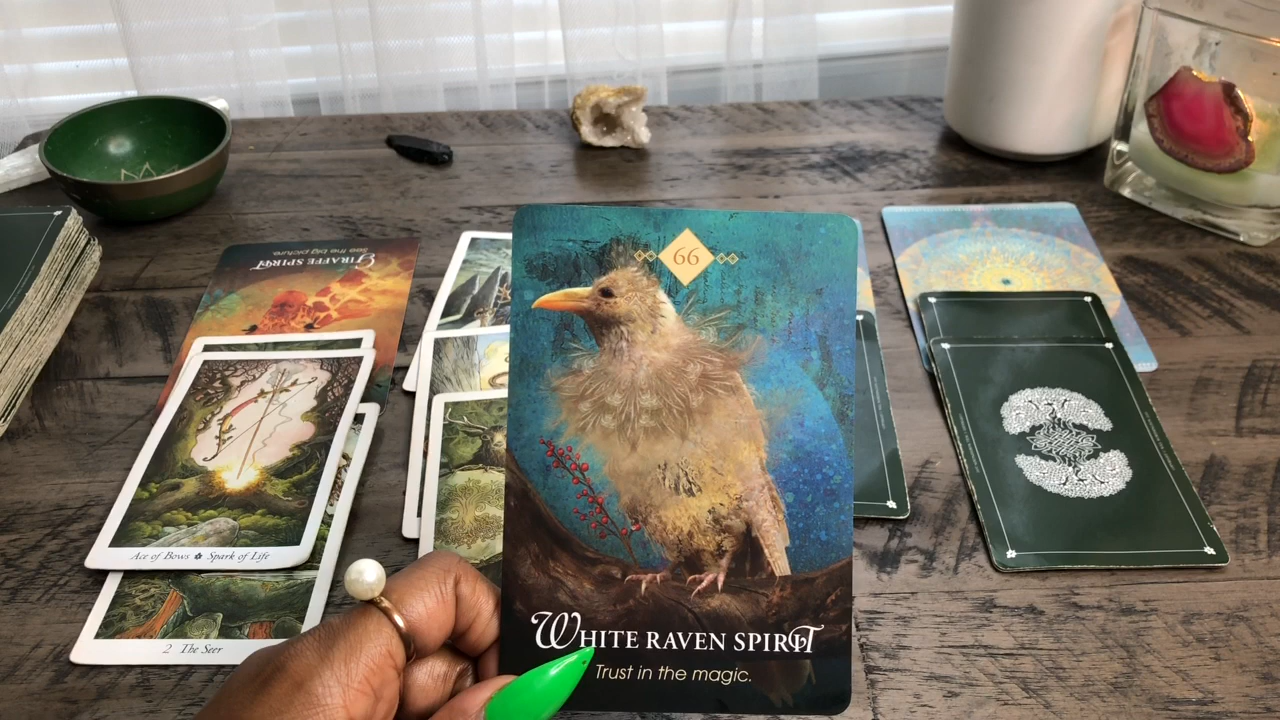 See the big picture.
GIRAFFE SPIRIT
66
Ace of Bows Spark of Life
2 The Seer
WHITE RAVEN SPIRIT
Trust in the magic.